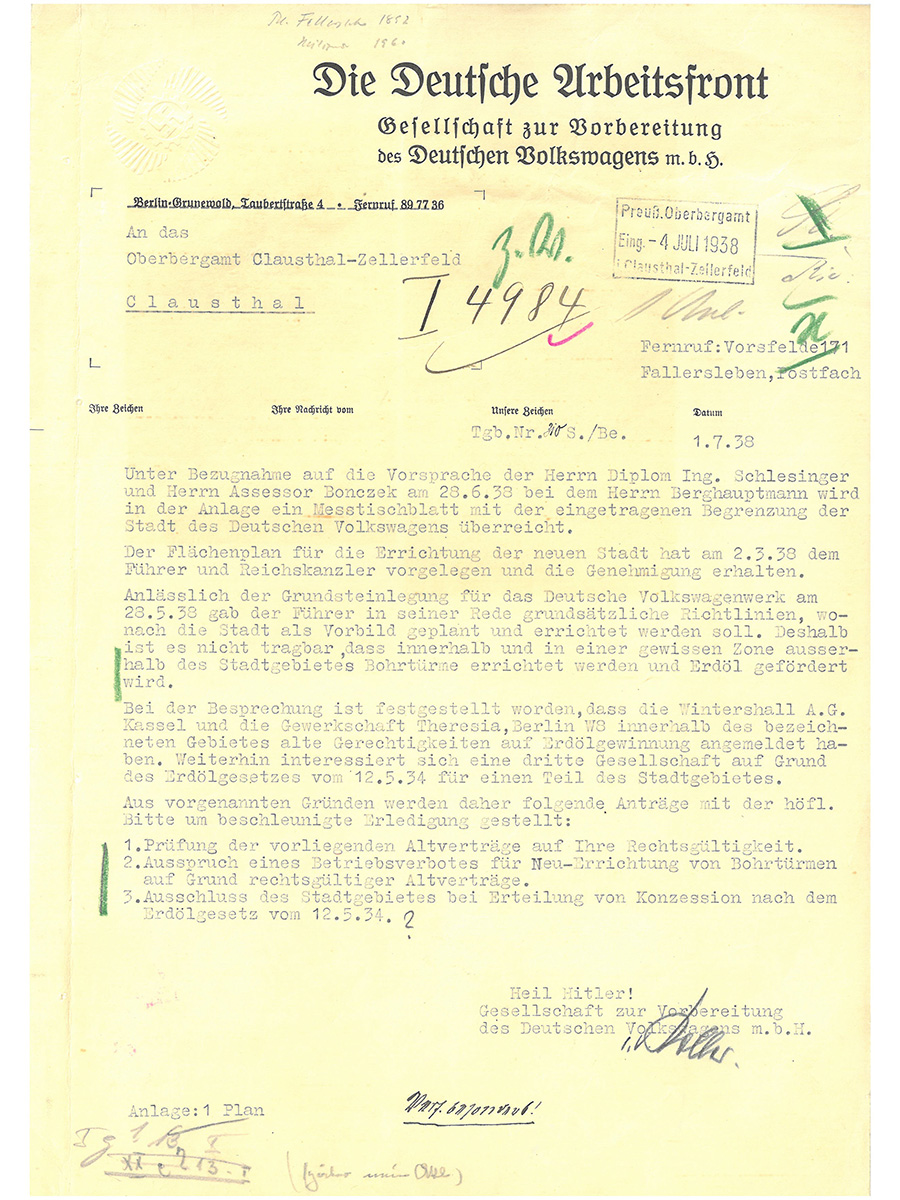 Die Deutsche Arbeitsfront
Gesellschaft zur Vorbereitung
des Deutschen Volkswagens m.b.H.
Berlin-Grunewald, Taubertstraße 4 • Fernruf 89 77 36
An das
Oberbergamt Clausthal-Zellerfeld
Clausthal
z.W.
I 4984
Preuß.Oberbergamt
Eing. - 4 JULI 1938
Clausthal-Zellerfeld
Fernruf:Vorsfelde171
Fallersleben,Postfach
Ihre Zeichen Ihre Nachricht vom Unsere Zeichen Datum
Tgb.Nr. S./Be. 1.7.38
Unter Bezugnahme auf die Vorsprache der Herrn Diplom Ing. Schlesinger
und Herrn Assessor Bonczek am 28.6.38 bei dem Herrn Berghauptmann wird
in der Anlage ein Messtischblatt mit der eingetragenen Begrenzung der
Stadt des Deutschen Volkswagens überreicht.
Der Flächenplan für die Errichtung der neuen Stadt hat am 2.3.38 dem
Führer und Reichskanzler vorgelegen und die Genehmigung erhalten.
Anlässlich der Grundsteinlegung für das Deutsche Volkswagenwerk am
28.5.38 gab der Führer in seiner Rede grundsätzliche Richtlinien, wo-
nach die Stadt als Vorbild geplant und errichtet werden soll. Deshalb
ist es nicht tragbar,dass innerhalb und in einer gewissen Zone ausser-
halb des Stadtgebietes Bohrtürme errichtet werden und Erdöl gefördert
wird.
Bei der Besprechung ist festgestellt worden,dass die Wintershall A.G.
Kassel und die Gewerkschaft Theresia,Berlin W8 innerhalb des bezeich-
neten Gebietes alte Gerechtigkeiten auf Erdölgewinnung angemeldet ha-
ben. Weiterhin interessiert sich eine dritte Gesellschaft auf Grund
des Erdölgesetzes vom 12.5.34 für einen Teil des Stadtgebietes.
Aus vorgenannten Gründen werden daher folgende Anträge mit der höfl.
Bitte um beschleunigte Erledigung gestellt:
1.Prüfung der vorliegenden Altverträge auf Ihre Rechtsgültigkeit.
2.Ausspruch eines Betriebsverbotes für Neu-Errichtung von Bohrtürmen
auf Grund rechtsgültiger Altverträge.
3.Ausschluss des Stadtgebietes bei Erteilung von Konzession nach dem
Erdölgesetz vom 12.5.34. ?
Heil Hitler!
Gesellschaft zur Vorbereitung
des Deutschen Volkswagens m.b.H.
Anlage:1 Plan